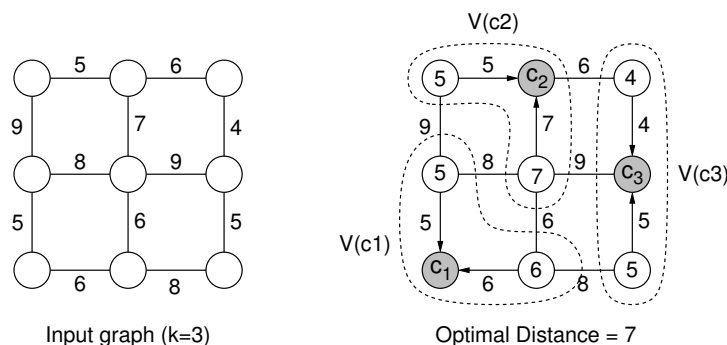 V(c2)
5 6
9 7 4
8 9
5 6 5
6 8
5 5 c2 6 4
9 7 4
5 8 7 9 c3
V(c3)
5 6 5
V(c1)
c1 6 6 8 5
Input graph (k=3)
Optimal Distance = 7